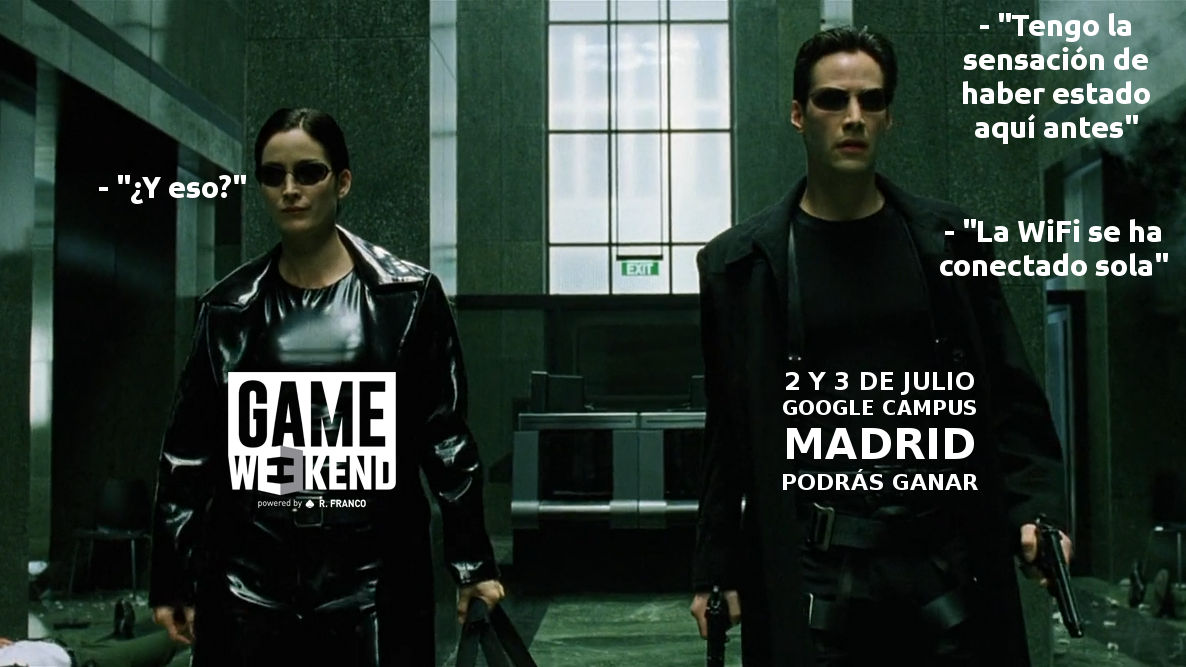 - "Tengo la
sensación de
haber estado
aquí antes"
- "¿Y eso?"
- "La WiFi se ha
conectado sola"
EXIT
GAME
WEEKEND
powered by R. FRANCO
2 Y 3 DE JULIO
GOOGLE CAMPUS
MADRID
PODRÁS GANAR